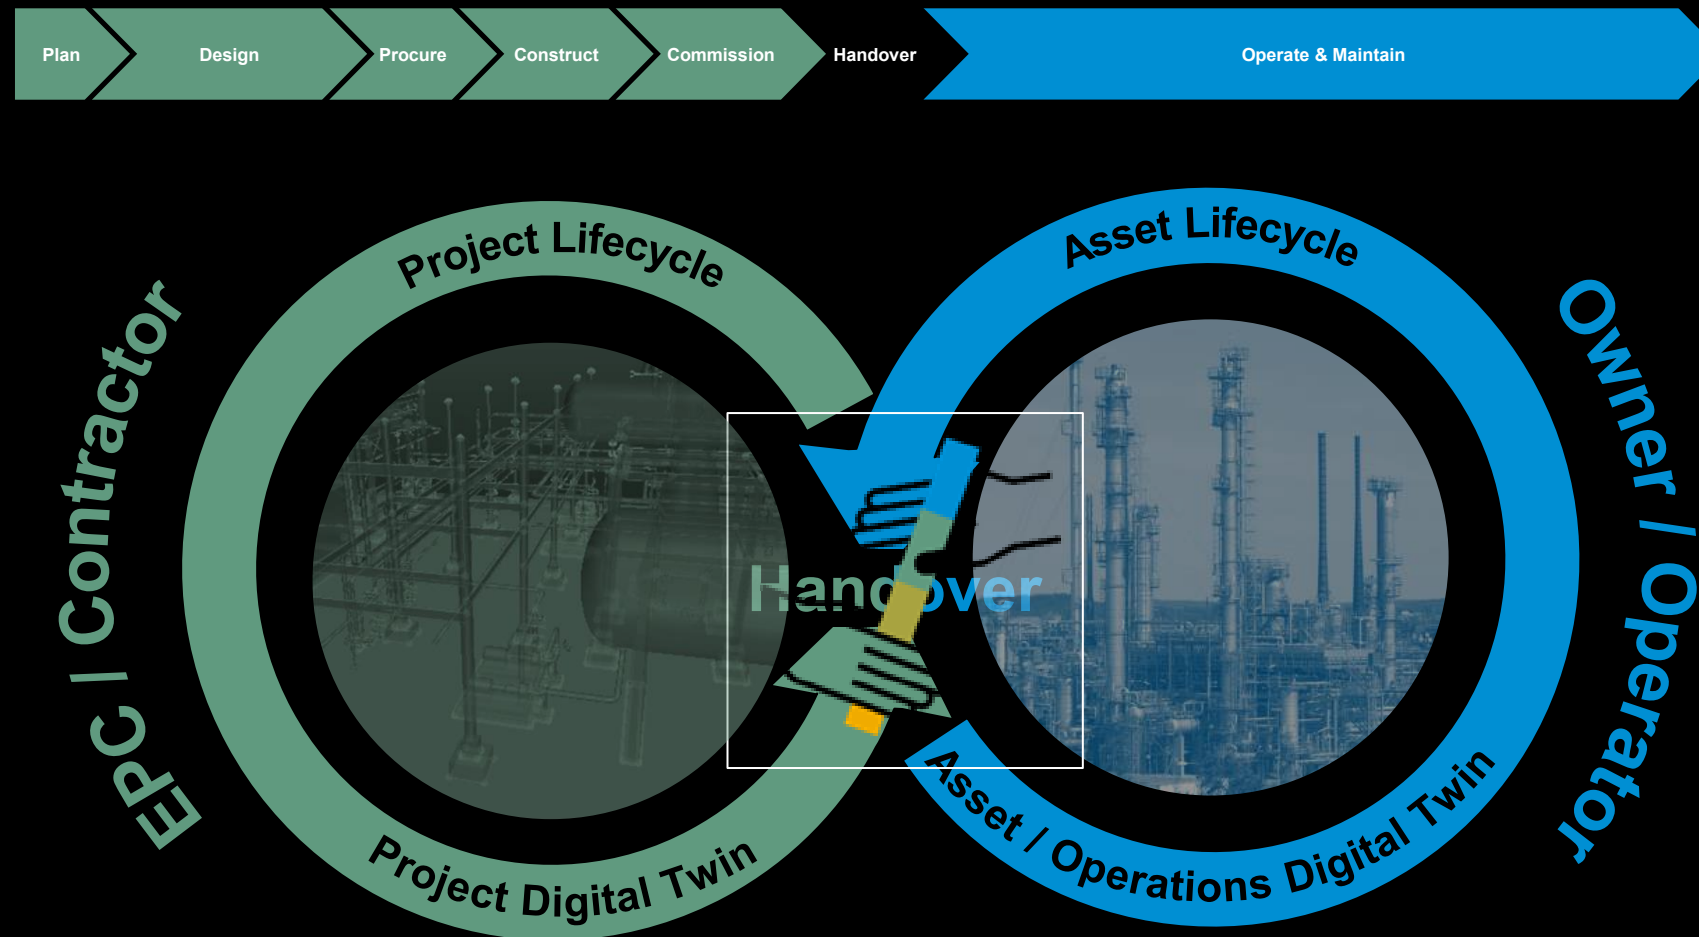 Plan Design Procure Construct Commission Handover Operate & Maintain
Project Lifecycle
Asset Lifecycle
EPC / Contractor
Owner / Operator
Handover
Project Digital Twin
Asset / Operations Digital Twin